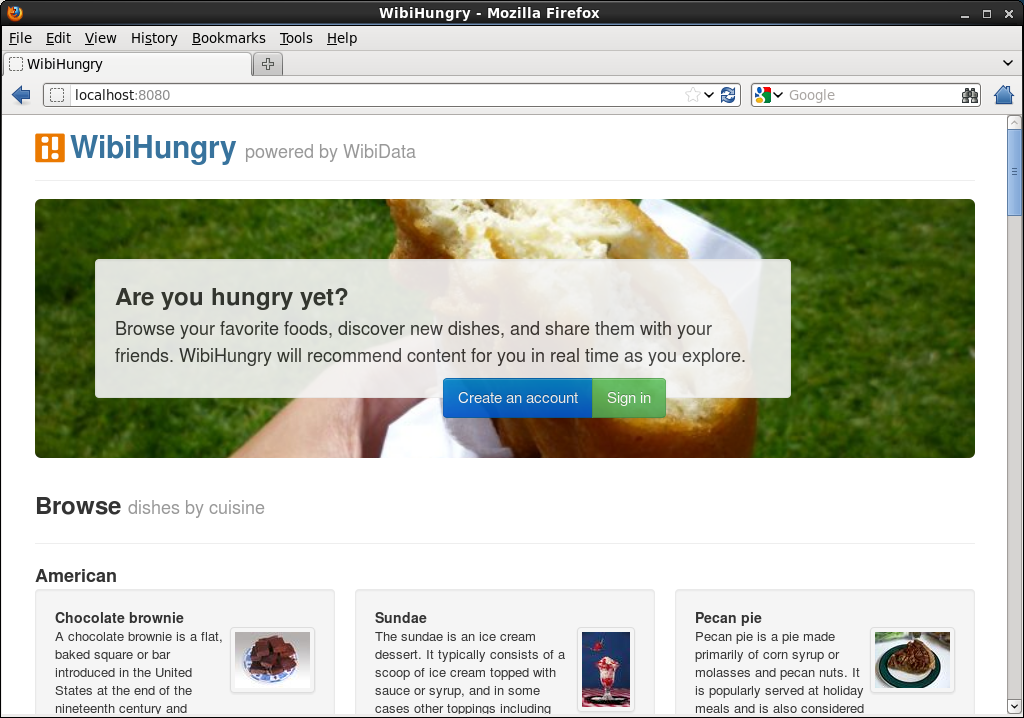 WibiHungry - Mozilla Firefox
File Edit View History Bookmarks Tools Help
WibiHungry
localhost:8080
Google
WibiHungry powered by WibiData
Are you hungry yet?
Browse your favorite foods, discover new dishes, and share them with your
friends. WibiHungry will recommend content for you in real time as you explore.
Create an account Sign in
Browse dishes by cuisine
American
Chocolate brownie
A chocolate brownie is a flat,
baked square or bar
introduced in the United
States at the end of the
nineteenth century and
Sundae
The sundae is an ice cream
dessert. It typically consists of a
scoop of ice cream topped with
sauce or syrup, and in some
cases other toppings including
Pecan pie
Pecan pie is a pie made
primarily of corn syrup or
molasses and pecan nuts. It
is popularly served at holiday
meals and is also considered